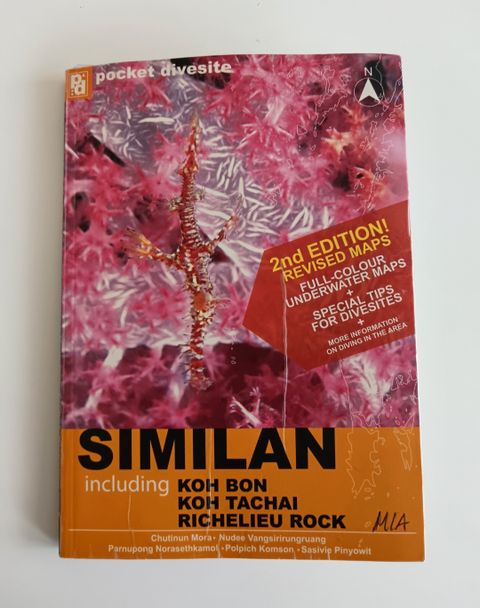 pd
pocket divesite
N
2nd EDITION!
REVISED MAPS
FULL-COLOUR
UNDERWATER MAPS
+
SPECIAL TIPS
FOR DIVESITES
+
MORE INFORMATION
ON DIVING IN THE AREA
SIMILAN
including KOH BON
KOH TACHAI
RICHELIEU ROCK
MIA
Chutinun Mora • Nudee Vangsirirungruang
Parnupong Norasethkamol • Polpich Komson • Sasivie Pinyowit